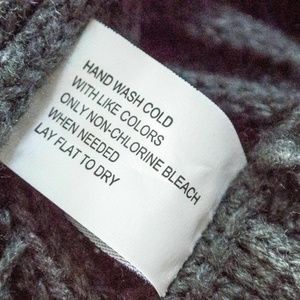 HAND WASH COLD
WITH LIKE COLORS
ONLY NON-CHLORINE BLEACH
WHEN NEEDED
LAY FLAT TO DRY